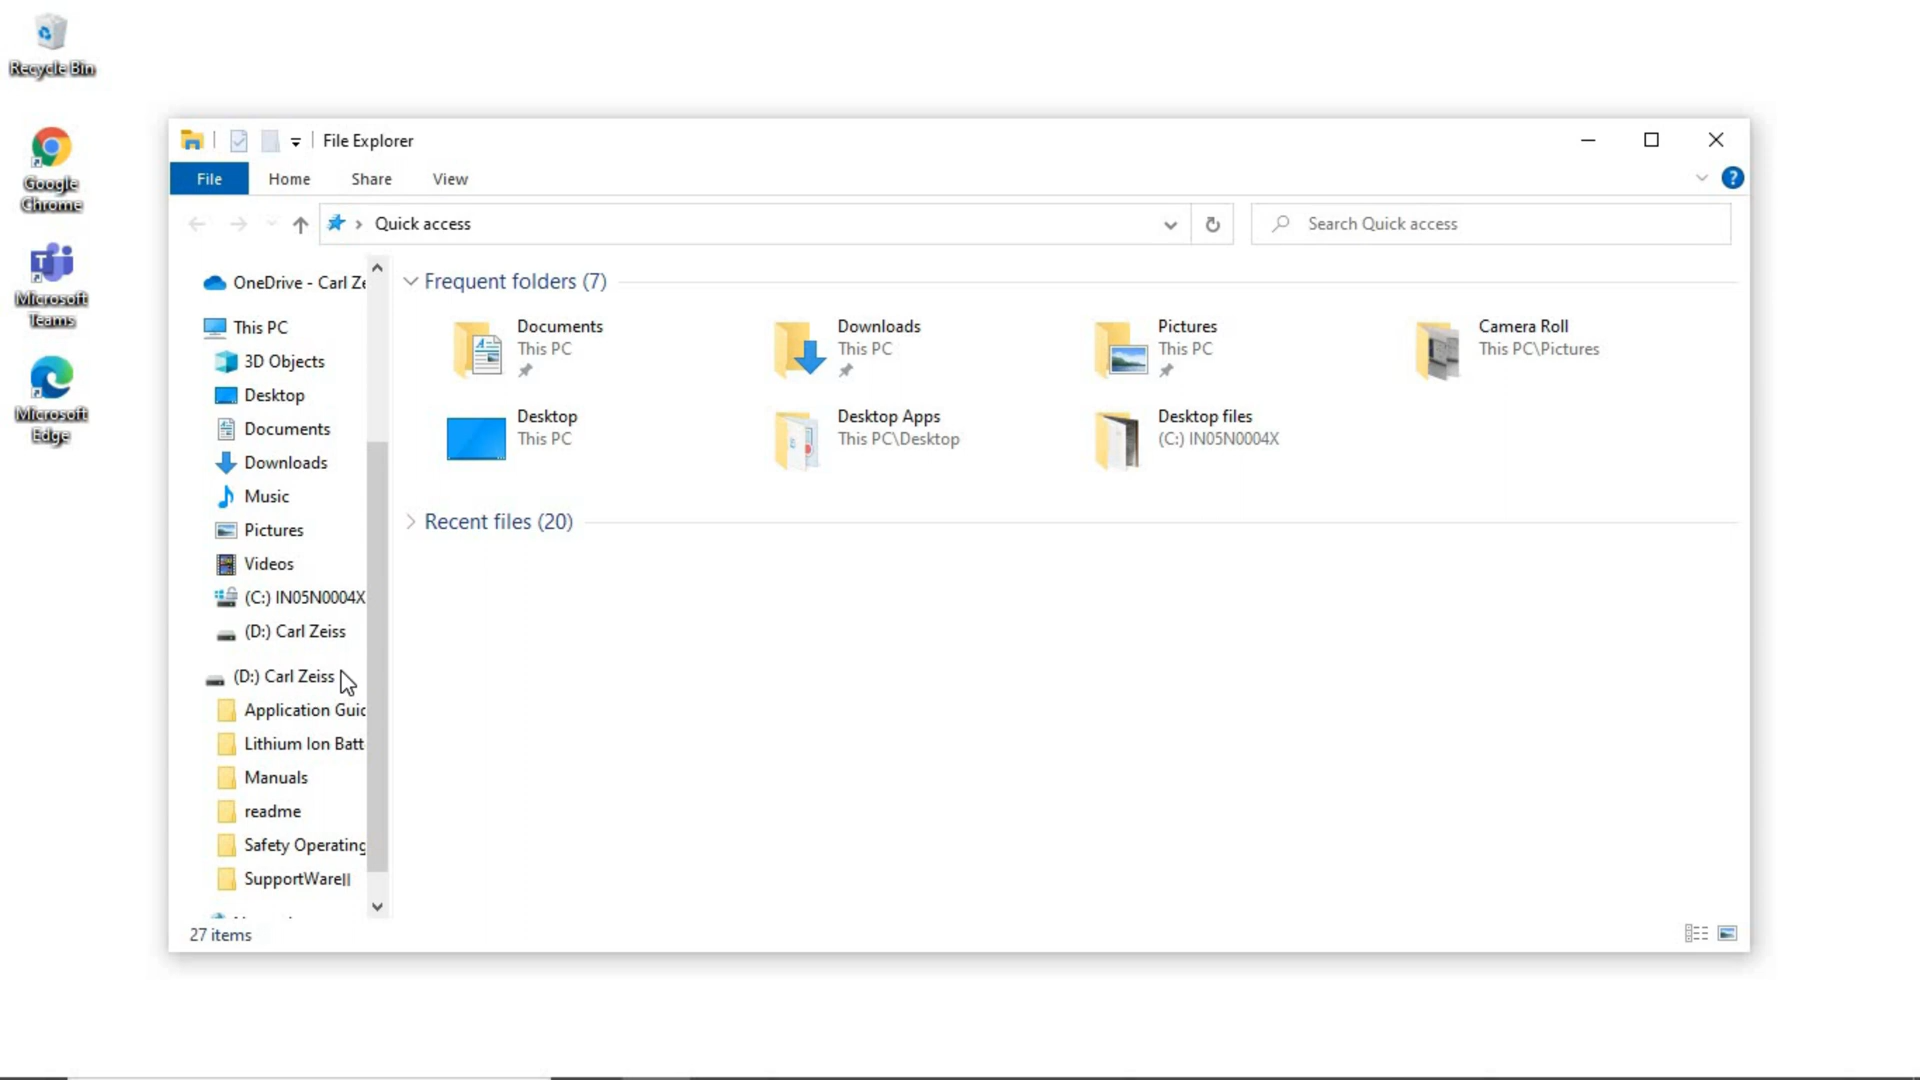 Recycle Bin
Google
Chrome
Microsoft
Teams
Microsoft
Edge
File Explorer
File
Home
Share
View
?
Quick access
Search Quick access
OneDrive - Carl Ze
This PC
3D Objects
Desktop
Documents
Downloads
Music
Pictures
Videos
(C:) IN05N0004X
(D:) Carl Zeiss
(D:) Carl Zeiss
Application Guid
Lithium Ion Batt
Manuals
readme
Safety Operating
SupportWareII
Frequent folders (7)
Documents
This PC
Downloads
This PC
Pictures
This PC
Camera Roll
This PC\Pictures
Desktop
This PC
Desktop Apps
This PC\Desktop
Desktop files
(C:) IN05N0004X
Recent files (20)
27 items